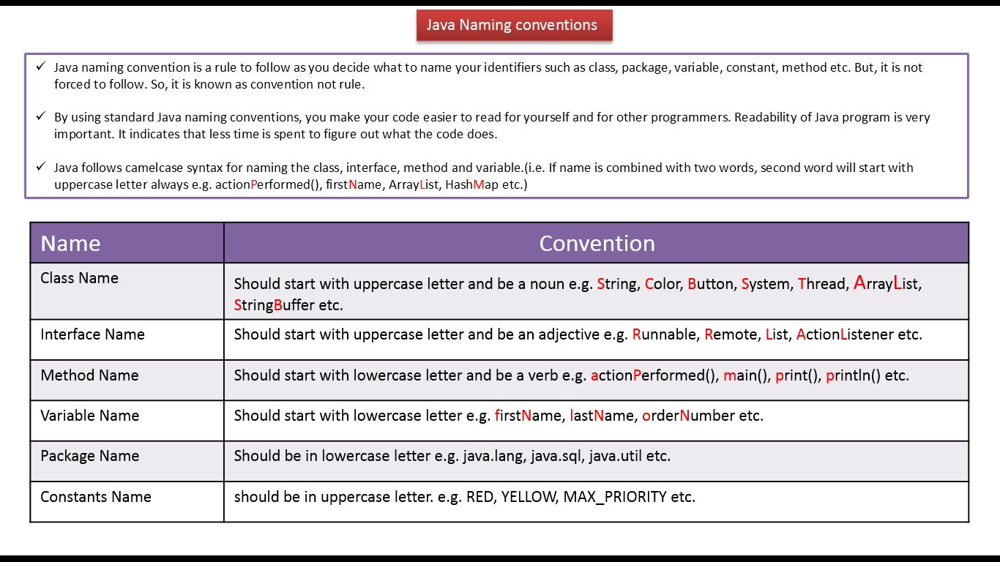 Java Naming conventions
✓ Java naming convention is a rule to follow as you decide what to name your identifiers such as class, package, variable, constant, method etc. But, it is not
forced to follow. So, it is known as convention not rule.
✓ By using standard Java naming conventions, you make your code easier to read for yourself and for other programmers. Readability of Java program is very
important. It indicates that less time is spent to figure out what the code does.
✓ Java follows camelcase syntax for naming the class, interface, method and variable.(i.e. If name is combined with two words, second word will start with
uppercase letter always e.g. actionPerformed(), firstName, ArrayList, HashMap etc.)
Name Convention
Class Name Should start with uppercase letter and be a noun e.g. String, Color, Button, System, Thread, ArrayList,
StringBuffer etc.
Interface Name Should start with uppercase letter and be an adjective e.g. Runnable, Remote, List, ActionListener etc.
Method Name Should start with lowercase letter and be a verb e.g. actionPerformed(), main(), print(), println() etc.
Variable Name Should start with lowercase letter e.g. firstName, lastName, orderNumber etc.
Package Name Should be in lowercase letter e.g. java.lang, java.sql, java.util etc.
Constants Name should be in uppercase letter. e.g. RED, YELLOW, MAX_PRIORITY etc.